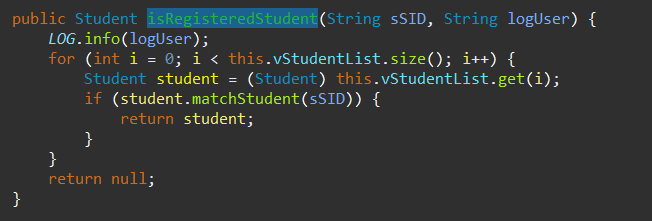 public Student isRegisteredStudent(String sSID, String logUser) {
    LOG.info(logUser);
    for (int i = 0; i < this.vStudentList.size(); i++) {
        Student student = (Student) this.vStudentList.get(i);
        if (student.matchStudent(sSID)) {
            return student;
        }
    }
    return null;
}